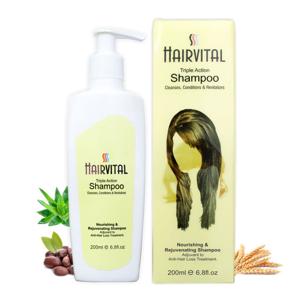 HAIRVITAL
Triple Action
Shampoo
Cleanses, Conditions & Revitalizes
Nourishing &
Rejuvenating Shampoo
Adjuvant to
Anti-Hair Loss Treatment.
200ml ℮ 6.8fl.oz
HAIRVITAL
Triple Action
Shampoo
Cleanses, Conditions & Revitalizes
Nourishing &
Rejuvenating Shampoo
Adjuvant to
Anti-Hair Loss Treatment.
200ml ℮ 6.8fl.oz